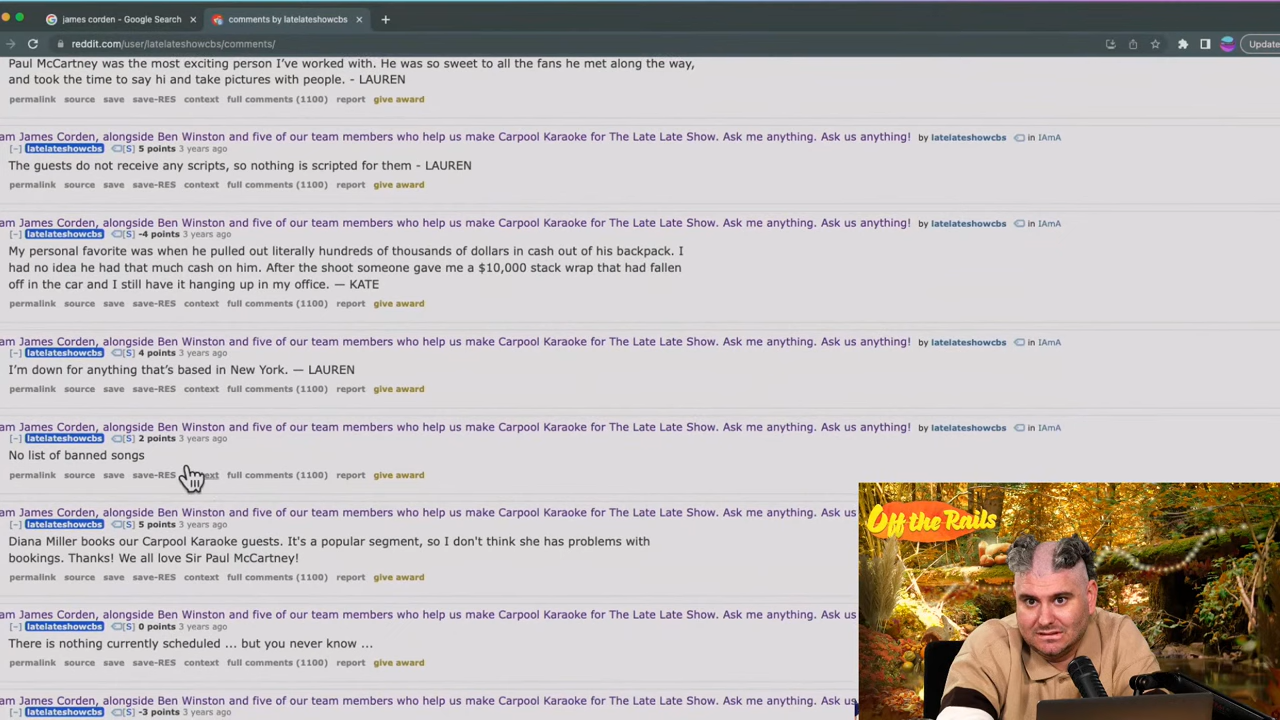 james corden - Google Search
comments by latelateshowcbs
reddit.com/user/latelateshowcbs/comments/
Update
Paul McCartney was the most exciting person I've worked with. He was so sweet to all the fans he met along the way,
and took the time to say hi and take pictures with people. - LAUREN
permalink source save save-RES context full comments (1100) report give award
am James Corden, alongside Ben Winston and five of our team members who help us make Carpool Karaoke for The Late Late Show. Ask me anything. Ask us anything! by latelateshowcbs in IAmA
[–] latelateshowcbs [S] 5 points 3 years ago
The guests do not receive any scripts, so nothing is scripted for them - LAUREN
permalink source save save-RES context full comments (1100) report give award
am James Corden, alongside Ben Winston and five of our team members who help us make Carpool Karaoke for The Late Late Show. Ask me anything. Ask us anything! by latelateshowcbs in IAmA
[–] latelateshowcbs [S] -4 points 3 years ago
My personal favorite was when he pulled out literally hundreds of thousands of dollars in cash out of his backpack. I
had no idea he had that much cash on him. After the shoot someone gave me a $10,000 stack wrap that had fallen
off in the car and I still have it hanging up in my office. — KATE
permalink source save save-RES context full comments (1100) report give award
am James Corden, alongside Ben Winston and five of our team members who help us make Carpool Karaoke for The Late Late Show. Ask me anything. Ask us anything! by latelateshowcbs in IAmA
[–] latelateshowcbs [S] 4 points 3 years ago
I'm down for anything that's based in New York. — LAUREN
permalink source save save-RES context full comments (1100) report give award
am James Corden, alongside Ben Winston and five of our team members who help us make Carpool Karaoke for The Late Late Show. Ask me anything. Ask us anything! by latelateshowcbs in IAmA
[–] latelateshowcbs [S] 2 points 3 years ago
No list of banned songs
permalink source save save-RES full comments (1100) report give award
am James Corden, alongside Ben Winston and five of our team members who help us make Carpool Karaoke for The Late Late Show. Ask me anything. Ask us
[–] latelateshowcbs [S] 5 points 3 years ago
Diana Miller books our Carpool Karaoke guests. It's a popular segment, so I don't think she has problems with
bookings. Thanks! We all love Sir Paul McCartney!
permalink source save save-RES context full comments (1100) report give award
am James Corden, alongside Ben Winston and five of our team members who help us make Carpool Karaoke for The Late Late Show. Ask me anything. Ask us
[–] latelateshowcbs [S] 0 points 3 years ago
There is nothing currently scheduled ... but you never know ...
permalink source save save-RES context full comments (1100) report give award
am James Corden, alongside Ben Winston and five of our team members who help us make Carpool Karaoke for The Late Late Show. Ask me anything. Ask us
[–] latelateshowcbs [S] -3 points 3 years ago
Off the Rails